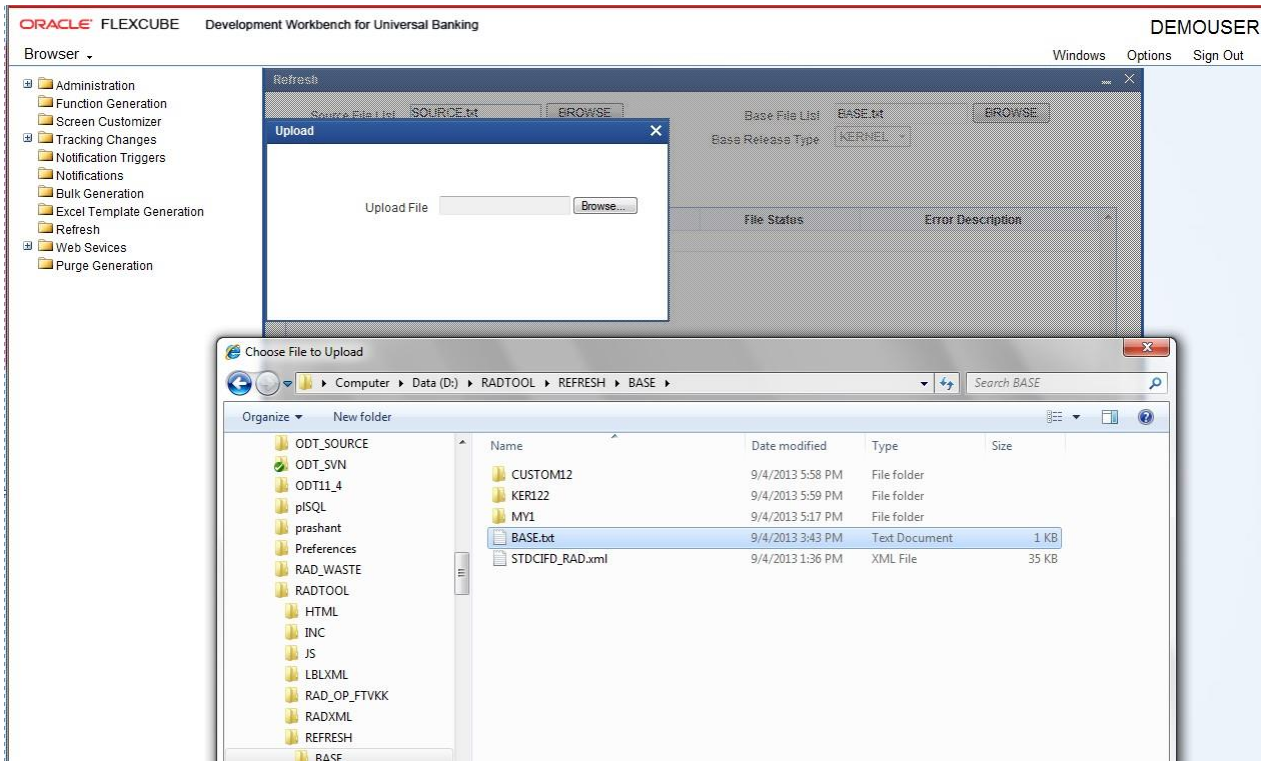 ORACLE FLEXCUBE Development Workbench for Universal Banking
DEMOUSER
Browser
Windows Options Sign Out
Administration
Function Generation
Screen Customizer
Tracking Changes
Notification Triggers
Notifications
Bulk Generation
Excel Template Generation
Refresh
Web Sevices
Purge Generation
Refresh
Source File List SOURCE.txt BROWSE Base File List BASE.txt BROWSE
Base Release Type KERNEL
Upload
Upload File Browse...
File Status Error Description
Choose File to Upload
Computer Data (D:) RADTOOL REFRESH BASE Search BASE
Organize New folder
ODT_SOURCE
ODT_SVN
ODT11_4
plSQL
prashant
Preferences
RAD_WASTE
RADTOOL
HTML
INC
JS
LBLXML
RAD_OP_FTVKK
RADXML
REFRESH
BASE
Name Date modified Type Size
CUSTOM12 9/4/2013 5:58 PM File folder
KER122 9/4/2013 5:59 PM File folder
MY1 9/4/2013 5:17 PM File folder
BASE.txt 9/4/2013 3:43 PM Text Document 1 KB
STDCIFD_RAD.xml 9/4/2013 1:36 PM XML File 35 KB